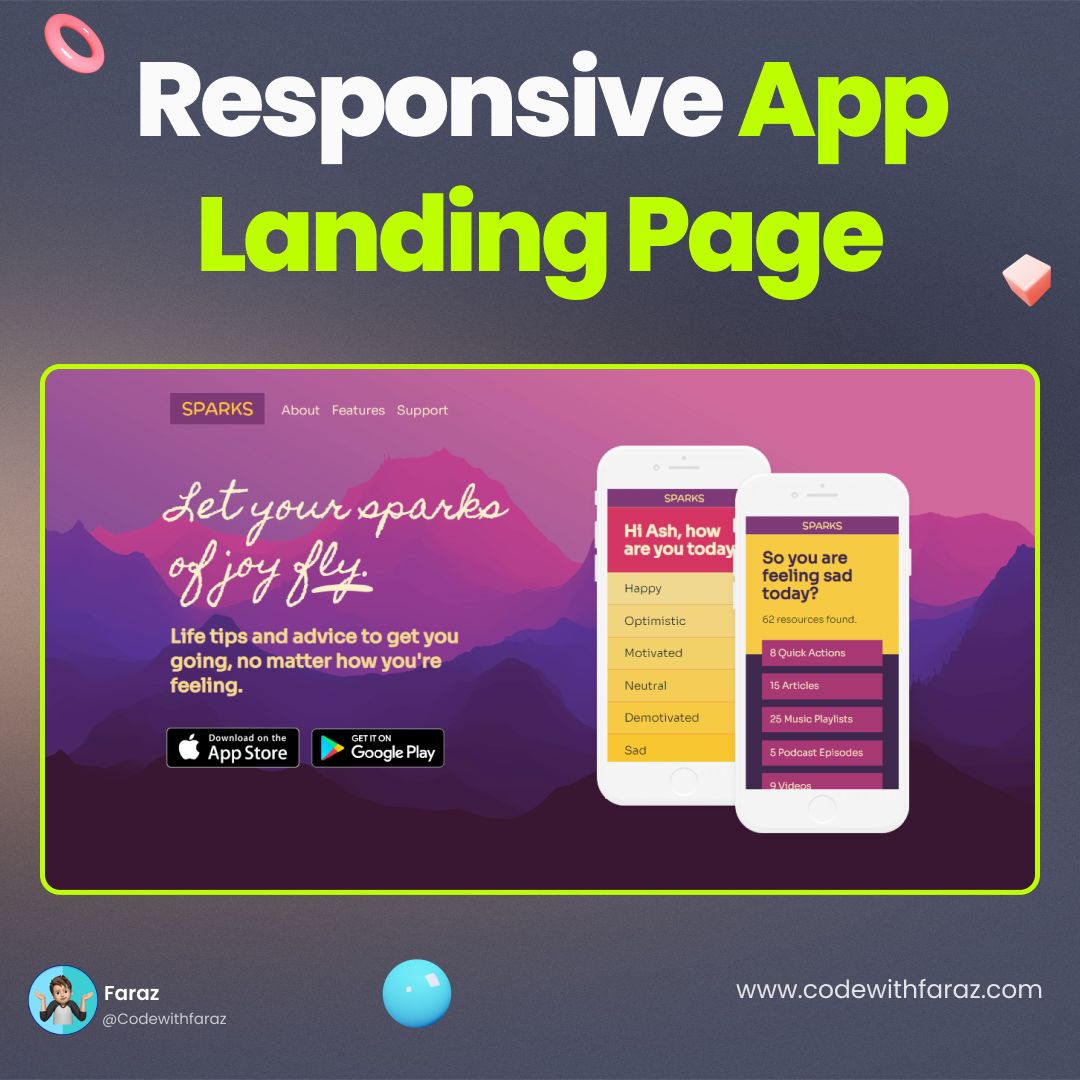 Responsive App
Landing Page
SPARKS About Features Support
Let your sparks
of joy fly.
Life tips and advice to get you
going, no matter how you're
feeling.
Download on the
App Store
GET IT ON
Google Play
SPARKS
Hi Ash, how
are you today
Happy
Optimistic
Motivated
Neutral
Demotivated
Sad
SPARKS
So you are
feeling sad
today?
62 resources found.
8 Quick Actions
15 Articles
25 Music Playlists
5 Podcast Episodes
9 Videos
Faraz
@Codewithfaraz
www.codewithfaraz.com